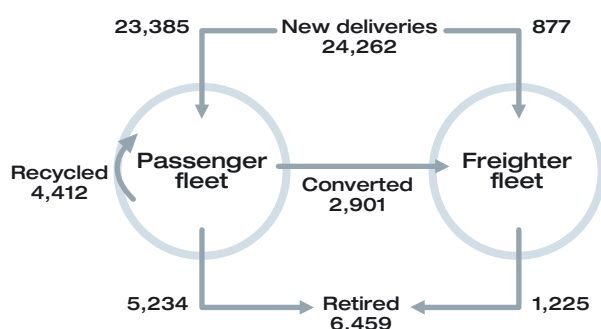 23,385
New deliveries
24,262
877
Recycled
4,412
Passenger
fleet
Converted
2,901
Freighter
fleet
5,234
Retired
6,459
1,225